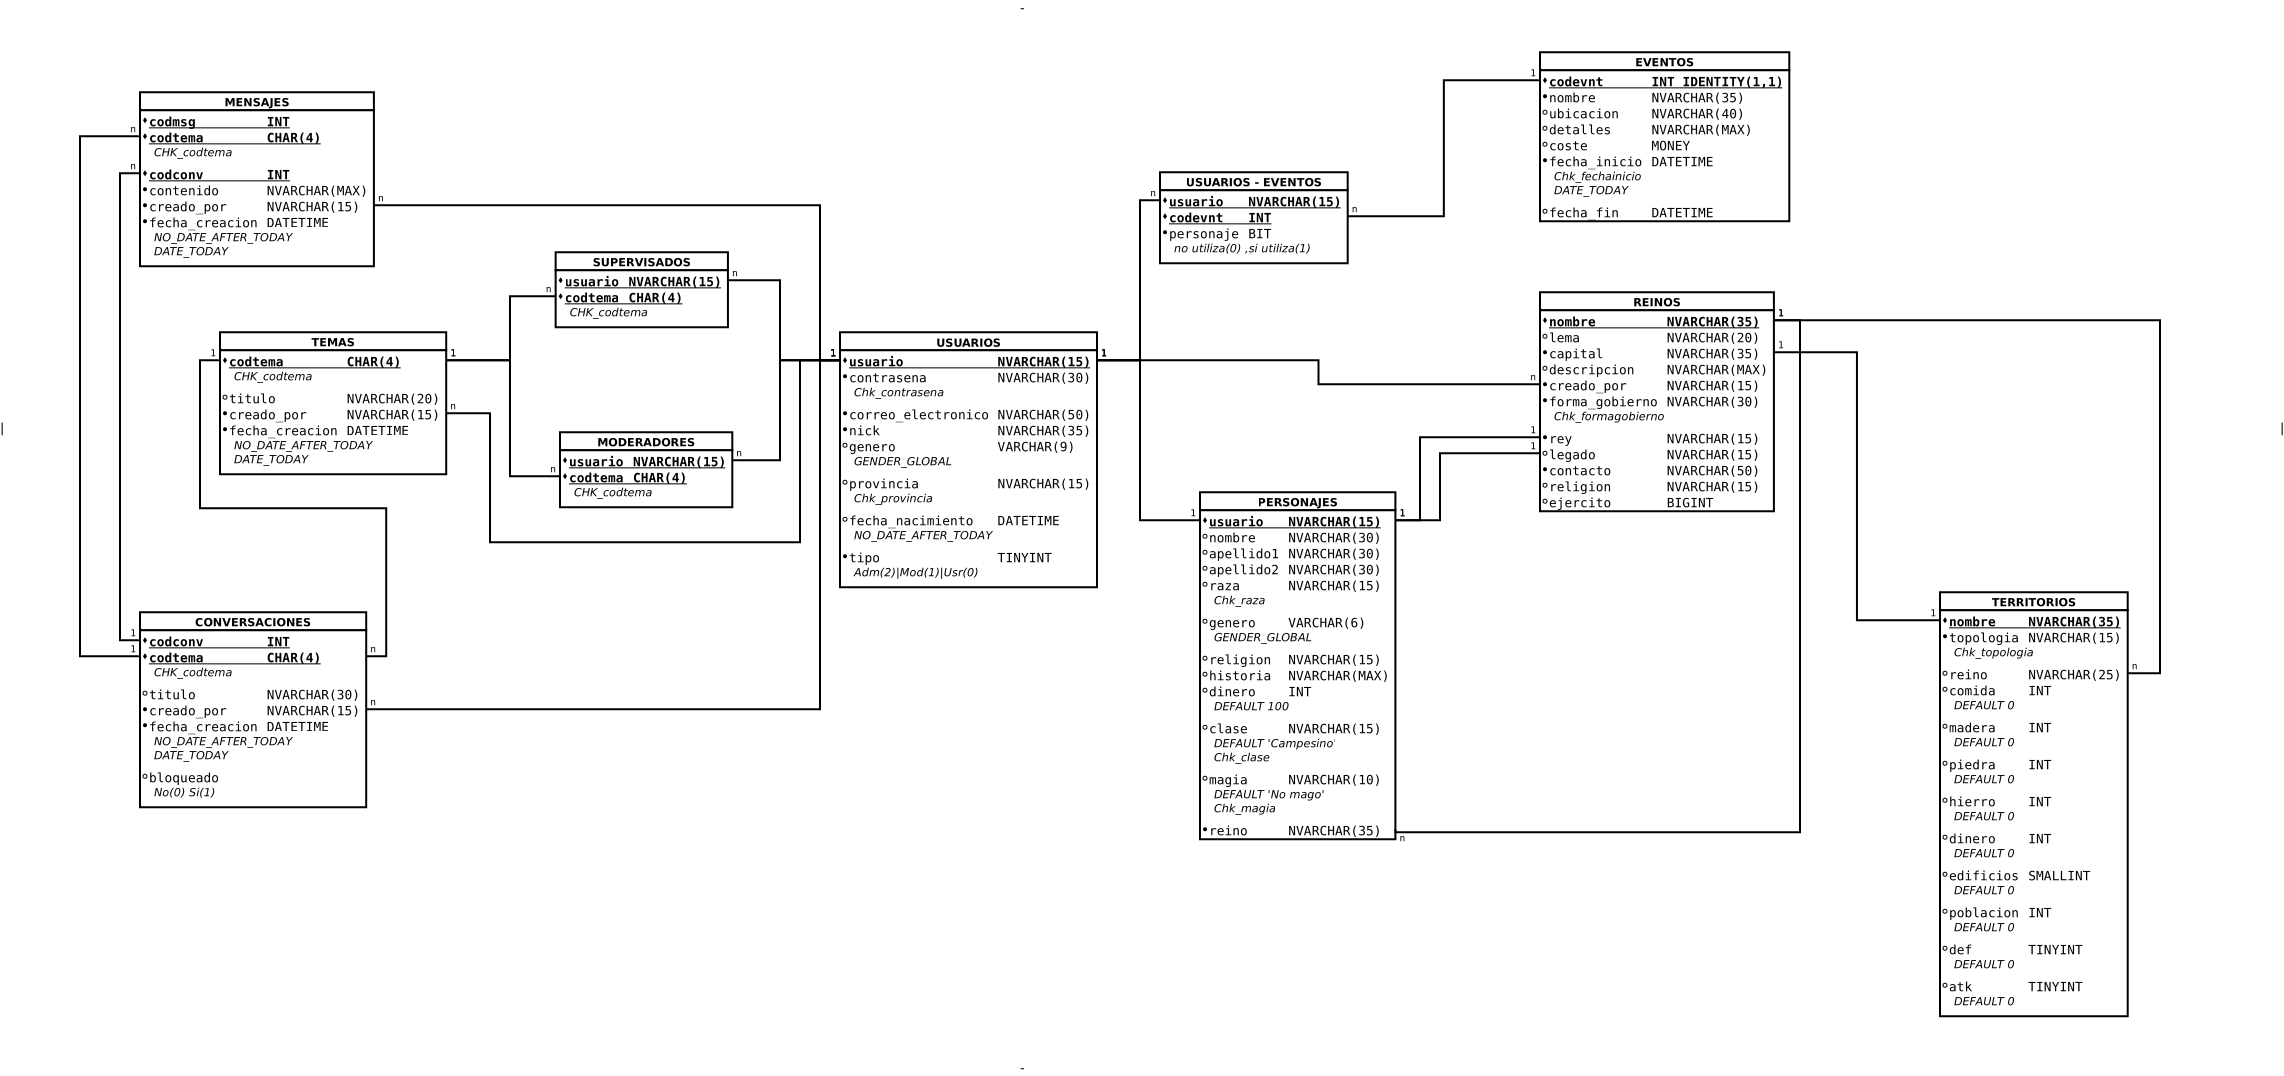 MENSAJES
codmsg INT
codtema CHAR(4)
CHK_codtema
codconv INT
contenido NVARCHAR(MAX)
creado_por NVARCHAR(15)
fecha_creacion DATETIME
NO_DATE_AFTER_TODAY
DATE_TODAY
n
n
n
TEMAS
codtema CHAR(4)
CHK_codtema
titulo NVARCHAR(20)
creado_por NVARCHAR(15)
fecha_creacion DATETIME
NO_DATE_AFTER_TODAY
DATE_TODAY
1
1
n
CONVERSACIONES
codconv INT
codtema CHAR(4)
CHK_codtema
titulo NVARCHAR(30)
creado_por NVARCHAR(15)
fecha_creacion DATETIME
NO_DATE_AFTER_TODAY
DATE_TODAY
bloqueado
No(0) Si(1)
1
1
n
n
SUPERVISADOS
usuario NVARCHAR(15)
codtema CHAR(4)
CHK_codtema
n
n
MODERADORES
usuario NVARCHAR(15)
codtema CHAR(4)
CHK_codtema
n
n
USUARIOS
usuario NVARCHAR(15)
contrasena NVARCHAR(30)
Chk_contrasena
correo_electronico NVARCHAR(50)
nick NVARCHAR(35)
genero VARCHAR(9)
GENDER_GLOBAL
provincia NVARCHAR(15)
Chk_provincia
fecha_nacimiento DATETIME
NO_DATE_AFTER_TODAY
tipo TINYINT
Adm(2)|Mod(1)|Usr(0)
1
1
USUARIOS - EVENTOS
usuario NVARCHAR(15)
codevnt INT
personaje BIT
no utiliza(0) ,si utiliza(1)
n
n
EVENTOS
codevnt INT IDENTITY(1,1)
nombre NVARCHAR(35)
ubicacion NVARCHAR(40)
detalles NVARCHAR(MAX)
coste MONEY
fecha_inicio DATETIME
Chk_fechainicio
DATE_TODAY
fecha_fin DATETIME
1
REINOS
nombre NVARCHAR(35)
lema NVARCHAR(20)
capital NVARCHAR(35)
descripcion NVARCHAR(MAX)
creado_por NVARCHAR(15)
forma_gobierno NVARCHAR(30)
Chk_formagobierno
rey NVARCHAR(15)
legado NVARCHAR(15)
contacto NVARCHAR(50)
religion NVARCHAR(15)
ejercito BIGINT
1
1
n
1
1
PERSONAJES
usuario NVARCHAR(15)
nombre NVARCHAR(30)
apellido1 NVARCHAR(30)
apellido2 NVARCHAR(30)
raza NVARCHAR(15)
Chk_raza
genero VARCHAR(6)
GENDER_GLOBAL
religion NVARCHAR(15)
historia NVARCHAR(MAX)
dinero INT
DEFAULT 100
clase NVARCHAR(15)
DEFAULT 'Campesino'
Chk_clase
magia NVARCHAR(10)
DEFAULT 'No mago'
Chk_magia
reino NVARCHAR(35)
1
1
n
TERRITORIOS
nombre NVARCHAR(35)
topologia NVARCHAR(15)
Chk_topologia
reino NVARCHAR(25)
comida INT
DEFAULT 0
madera INT
DEFAULT 0
piedra INT
DEFAULT 0
hierro INT
DEFAULT 0
dinero INT
DEFAULT 0
edificios SMALLINT
DEFAULT 0
poblacion INT
DEFAULT 0
def TINYINT
DEFAULT 0
atk TINYINT
DEFAULT 0
1
n